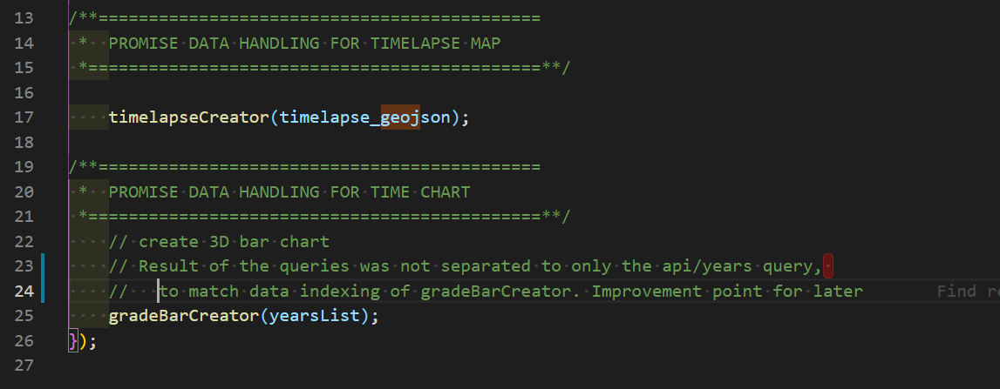 13 /**============================================
14 * PROMISE DATA HANDLING FOR TIMELAPSE MAP
15 *=============================================**/
16
17 timelapseCreator(timelapse_geojson);
18
19 /**============================================
20 * PROMISE DATA HANDLING FOR TIME CHART
21 *=============================================**/
22 // create 3D bar chart
23 // Result of the queries was not separated to only the api/years query,
24 // to match data indexing of gradeBarCreator. Improvement point for later Find
25 gradeBarCreator(yearsList);
26 });
27